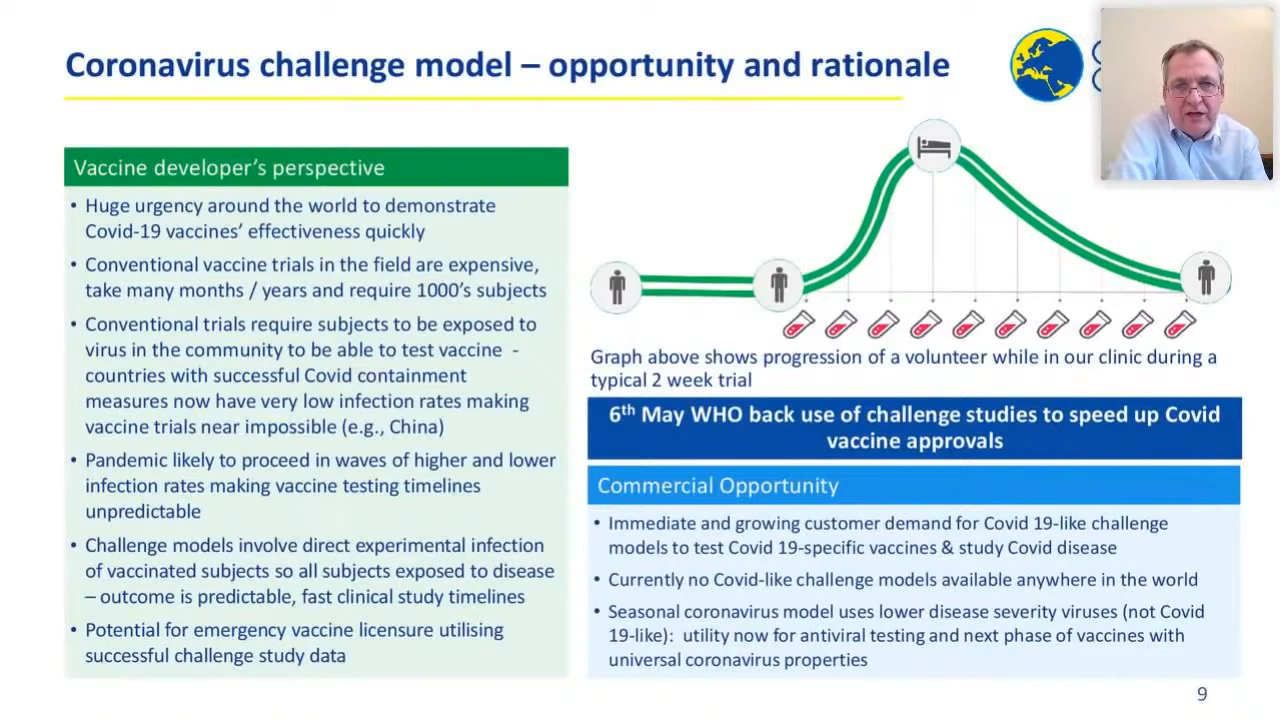 Coronavirus challenge model – opportunity and rationale
Vaccine developer's perspective
• Huge urgency around the world to demonstrate
Covid-19 vaccines' effectiveness quickly
• Conventional vaccine trials in the field are expensive,
take many months / years and require 1000's subjects
• Conventional trials require subjects to be exposed to
virus in the community to be able to test vaccine -
countries with successful Covid containment
measures now have very low infection rates making
vaccine trials near impossible (e.g., China)
• Pandemic likely to proceed in waves of higher and lower
infection rates making vaccine testing timelines
unpredictable
• Challenge models involve direct experimental infection
of vaccinated subjects so all subjects exposed to disease
– outcome is predictable, fast clinical study timelines
• Potential for emergency vaccine licensure utilising
successful challenge study data
Graph above shows progression of a volunteer while in our clinic during a
typical 2 week trial
6th May WHO back use of challenge studies to speed up Covid
vaccine approvals
Commercial Opportunity
• Immediate and growing customer demand for Covid 19-like challenge
models to test Covid 19-specific vaccines & study Covid disease
• Currently no Covid-like challenge models available anywhere in the world
• Seasonal coronavirus model uses lower disease severity viruses (not Covid
19-like): utility now for antiviral testing and next phase of vaccines with
universal coronavirus properties
9